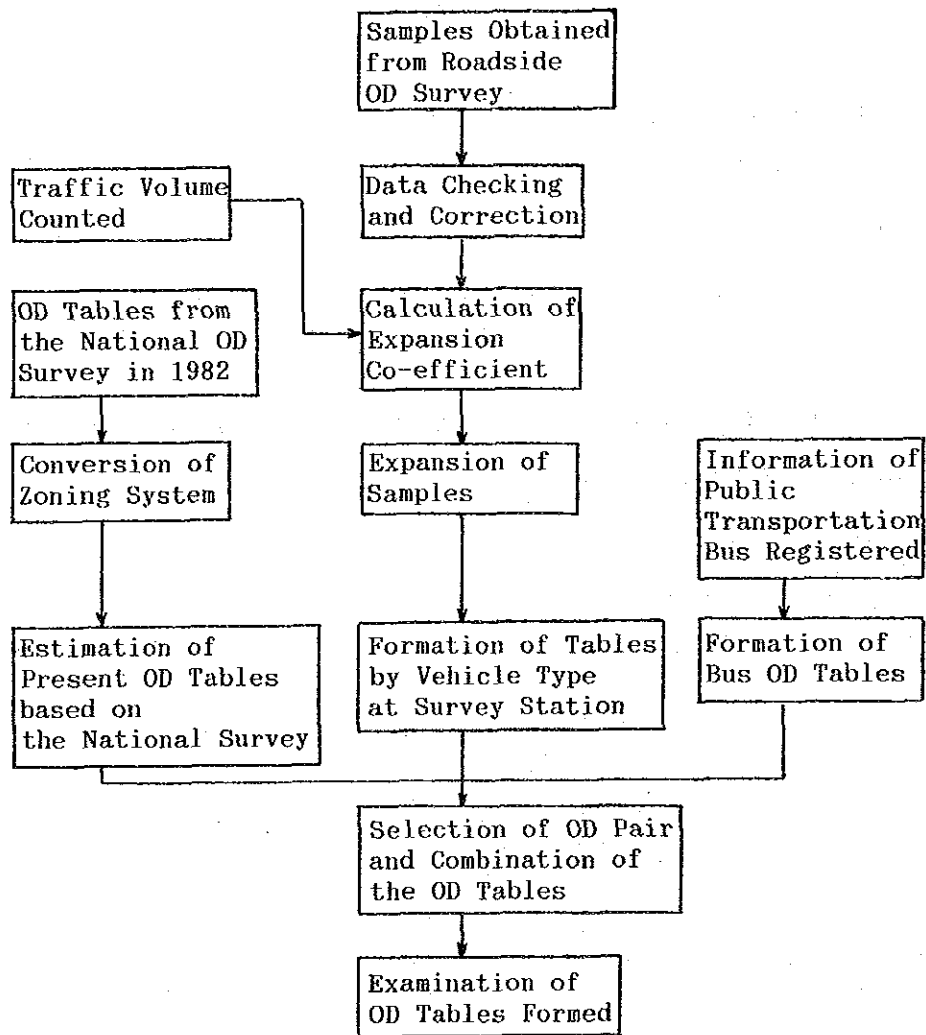 Samples Obtained
from Roadside
OD Survey
Traffic Volume
Counted
Data Checking
and Correction
OD Tables from
the National OD
Survey in 1982
Calculation of
Expansion
Co-efficient
Conversion of
Zoning System
Expansion of
Samples
Information of
Public
Transportation
Bus Registered
Estimation of
Present OD Tables
based on
the National Survey
Formation of Tables
by Vehicle Type
at Survey Station
Formation of
Bus OD Tables
Selection of OD Pair
and Combination of
the OD Tables
Examination of
OD Tables Formed